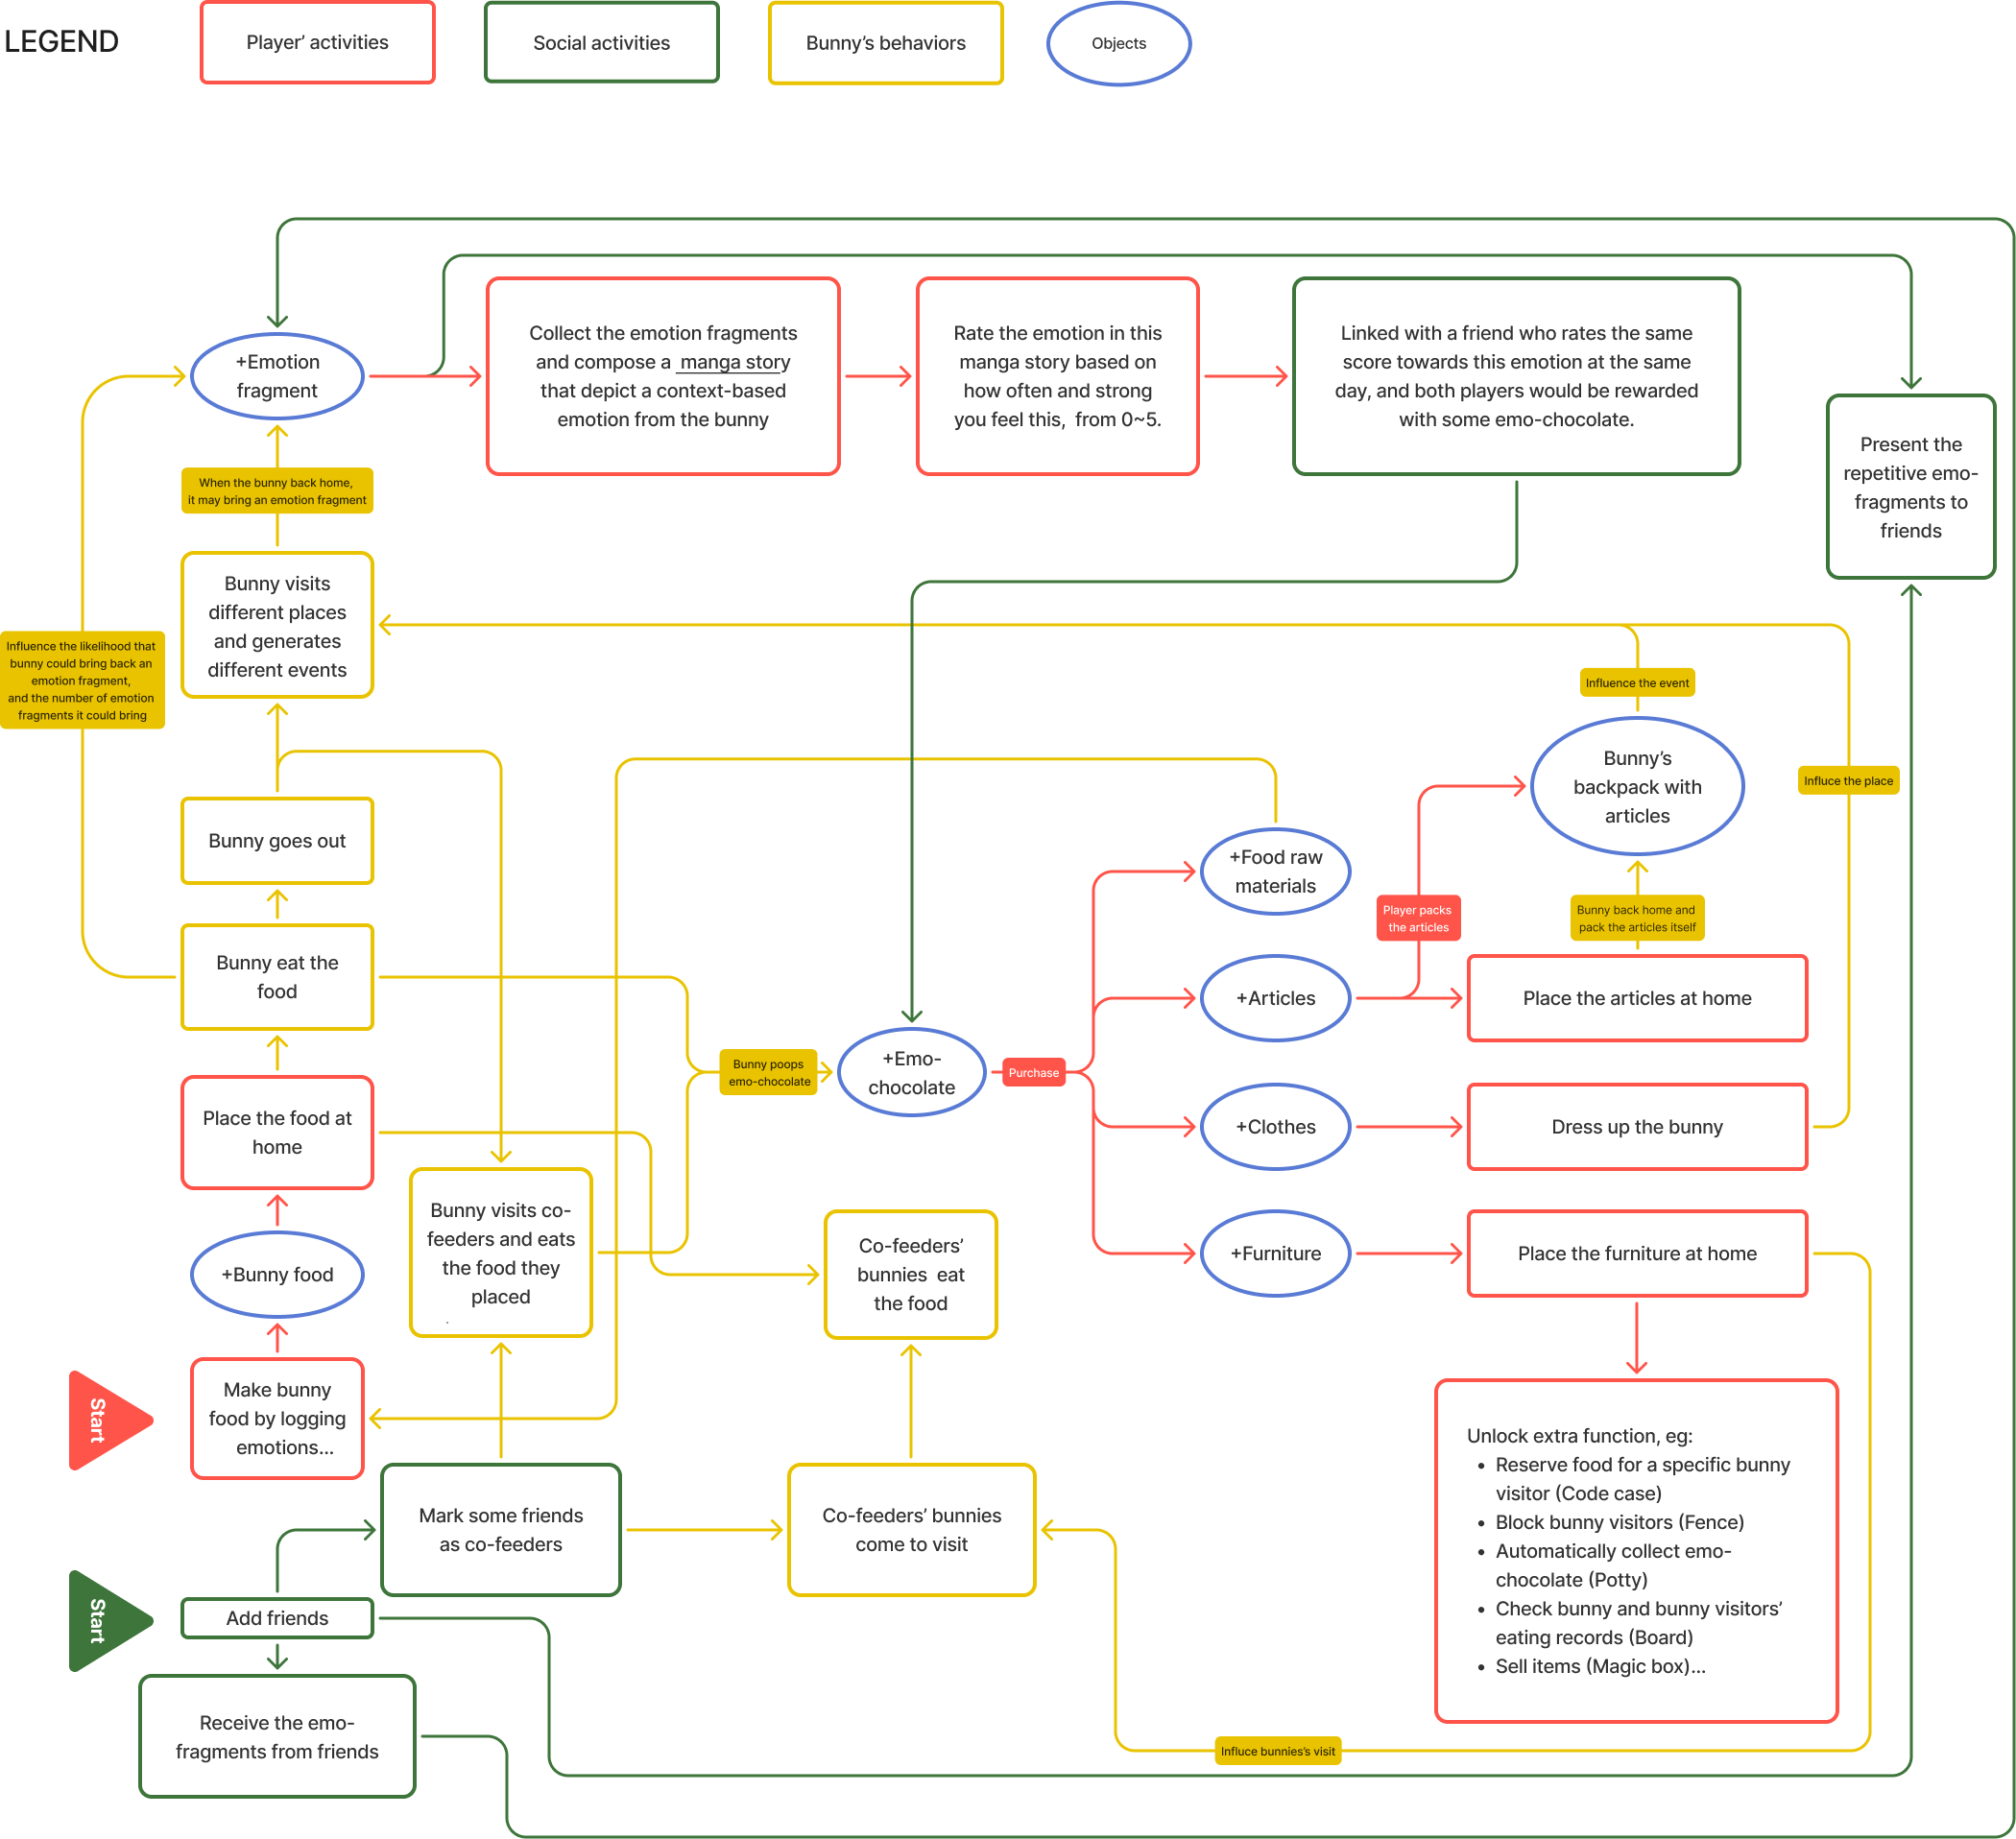 LEGEND
Player’ activities
Social activities
Bunny’s behaviors
Objects
+Emotion
fragment
Collect the emotion fragments
and compose a manga story
that depict a context-based
emotion from the bunny
Rate the emotion in this
manga story based on
how often and strong
you feel this, from 0~5.
Linked with a friend who rates the same
score towards this emotion at the same
day, and both players would be rewarded
with some emo-chocolate.
Present the
repetitive emo-
fragments to
friends
When the bunny back home,
it may bring an emotion fragment
Bunny visits
different places
and generates
different events
Influence the likelihood that
bunny could bring back an
emotion fragment,
and the number of emotion
fragments it could bring
Influence the event
Bunny’s
backpack with
articles
Influce the place
Bunny goes out
+Food raw
materials
Player packs
the articles
Bunny back home and
pack the articles itself
Bunny eat the
food
+Articles
Place the articles at home
Bunny poops
emo-chocolate
+Emo-
chocolate
Purchase
Place the food at
home
+Clothes
Dress up the bunny
Bunny visits co-
feeders and eats
the food they
placed
.
Co-feeders’
bunnies eat
the food
+Furniture
Place the furniture at home
+Bunny food
Start
Make bunny
food by logging
emotions...
Unlock extra function, eg:
• Reserve food for a specific bunny
visitor (Code case)
• Block bunny visitors (Fence)
• Automatically collect emo-
chocolate (Potty)
• Check bunny and bunny visitors’
eating records (Board)
• Sell items (Magic box)...
Mark some friends
as co-feeders
Co-feeders’ bunnies
come to visit
Start
Add friends
Receive the emo-
fragments from friends
Influce bunnies’s visit